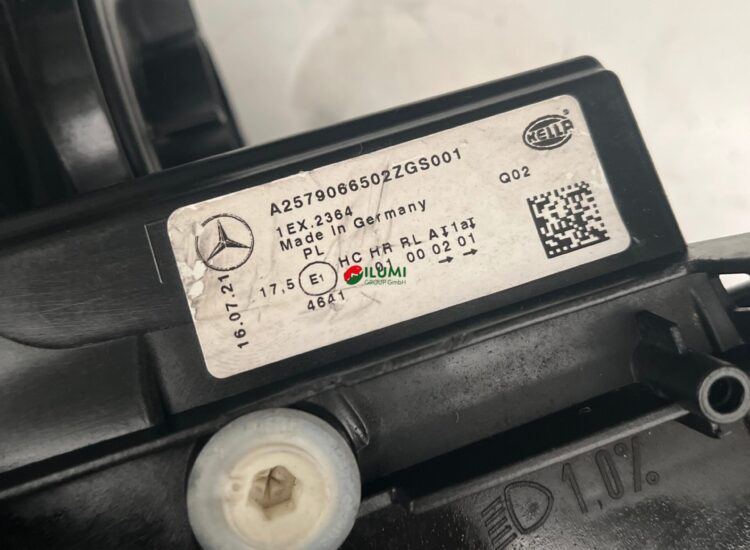 HELLA
A2579066502ZGS001
Q02
1EX.2364
Made in Germany
PL
HC HR RL A 1a
17,5 E1 01 00 02 01
4641
16.07.21
ILUMI
GROUP GmbH
1,0%